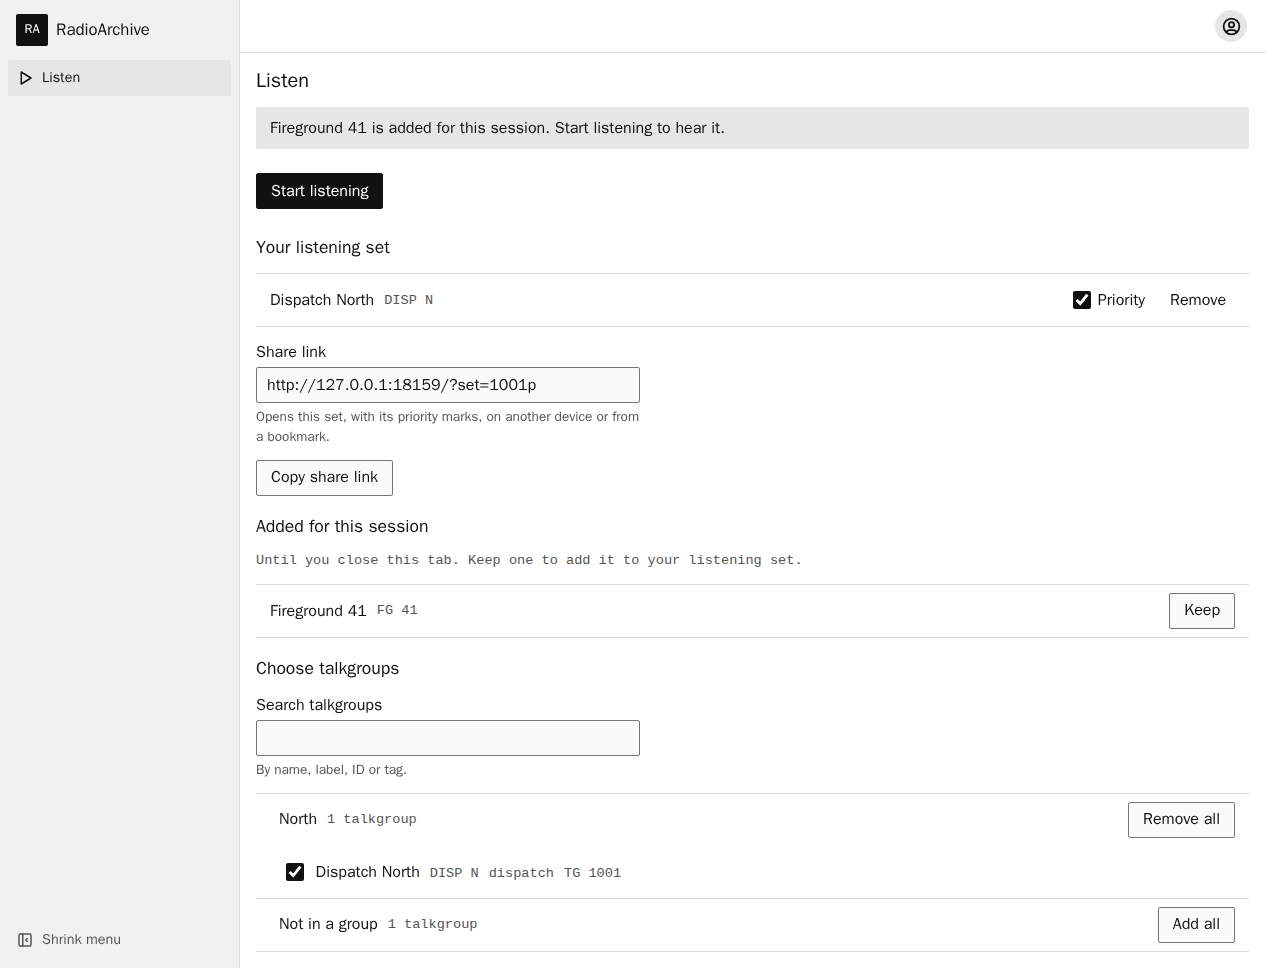 RA RadioArchive
Listen
Listen
Fireground 41 is added for this session. Start listening to hear it.
Start listening
Your listening set
Dispatch North DISP N Priority Remove
Share link
http://127.0.0.1:18159/?set=1001p
Opens this set, with its priority marks, on another device or from
a bookmark.
Copy share link
Added for this session
Until you close this tab. Keep one to add it to your listening set.
Fireground 41 FG 41 Keep
Choose talkgroups
Search talkgroups
By name, label, ID or tag.
North 1 talkgroup Remove all
Dispatch North DISP N dispatch TG 1001
Not in a group 1 talkgroup Add all
Shrink menu